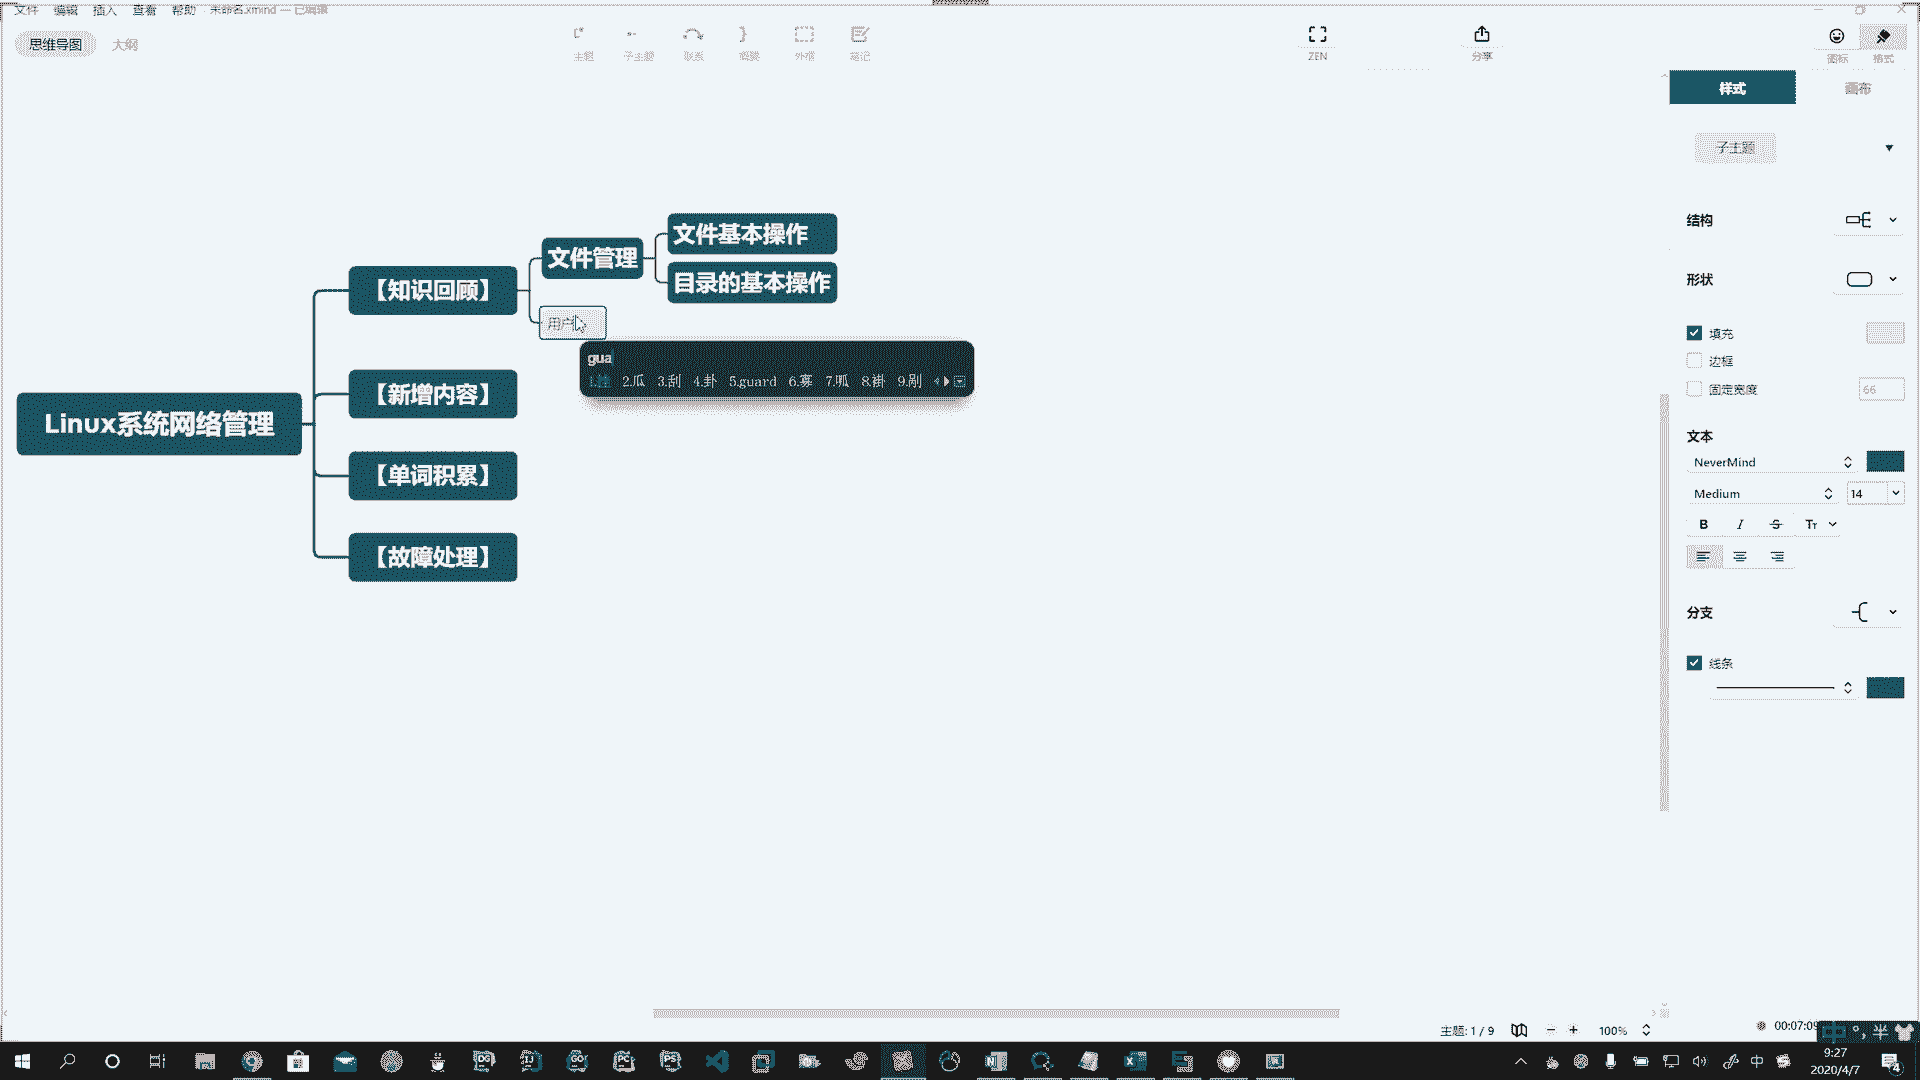 文件 编辑 插入 查看 帮助 未命名.xmind — 已编辑
思维导图 大纲
主题 子主题 联系 概要 外框 笔记 ZEN 分享 图标 格式
样式 画布
子主题
结构
形状
填充
边框
固定宽度 66
文本
NeverMind
Medium 14
B I S Tт
分支
线条
Linux系统网络管理
【知识回顾】
文件管理
文件基本操作
目录的基本操作
用户
gua
1.挂 2.瓜 3.刮 4.卦 5.guard 6.寡 7.呱 8.褂 9.剐
【新增内容】
【单词积累】
【故障处理】
主题: 1 / 9 100%
00:07:09
中 半
DG IJ GO PC PS N X S 中
9:27
2020/4/7
4